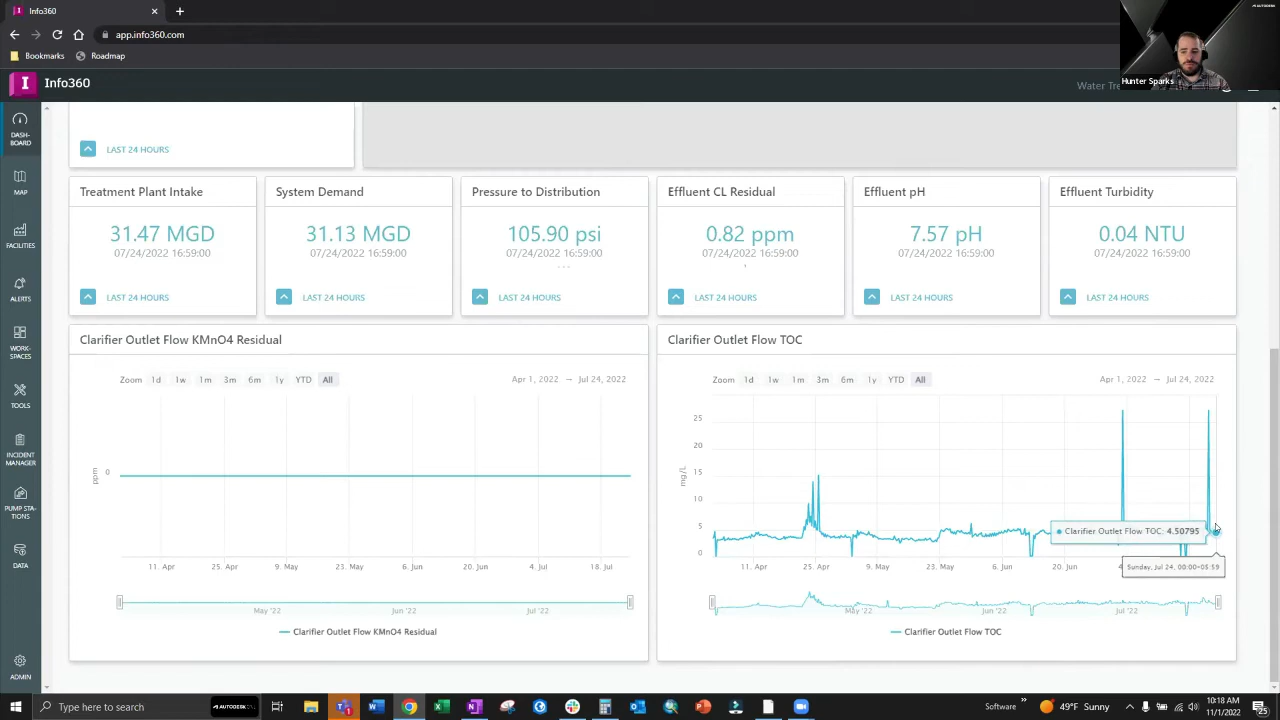 Info360
app.info360.com
Bookmarks
Roadmap
AUTODESK
Hunter Sparks
Info360
Water Tre
DASH-
BOARD
MAP
FACILITIES
ALERTS
WORK-
SPACES
TOOLS
INCIDENT
MANAGER
PUMP STA-
TIONS
DATA
ADMIN
LAST 24 HOURS
Treatment Plant Intake
31.47 MGD
07/24/2022 16:59:00
LAST 24 HOURS
System Demand
31.13 MGD
07/24/2022 16:59:00
LAST 24 HOURS
Pressure to Distribution
105.90 psi
07/24/2022 16:59:00
LAST 24 HOURS
Effluent CL Residual
0.82 ppm
07/24/2022 16:59:00
LAST 24 HOURS
Effluent pH
7.57 pH
07/24/2022 16:59:00
LAST 24 HOURS
Effluent Turbidity
0.04 NTU
07/24/2022 16:59:00
LAST 24 HOURS
Clarifier Outlet Flow KMnO4 Residual
Zoom 1d 1w 1m 3m 6m 1y YTD All
Apr 1, 2022 → Jul 24, 2022
ppm
0
11. Apr 25. Apr 9. May 23. May 6. Jun 20. Jun 4. Jul 18. Jul
May '22 Jun '22 Jul '22
Clarifier Outlet Flow KMnO4 Residual
Clarifier Outlet Flow TOC
Zoom 1d 1w 1m 3m 6m 1y YTD All
Apr 1, 2022 → Jul 24, 2022
mg/L
25
20
15
10
5
0
Clarifier Outlet Flow TOC: 4.50795
11. Apr 25. Apr 9. May 23. May 6. Jun 20. Jun 4
Sunday, Jul 24, 00:00+05:59
May '22 Jun '22 Jul '22
Clarifier Outlet Flow TOC
Type here to search
AUTODESK
Software
49°F Sunny
10:18 AM
11/1/2022
25